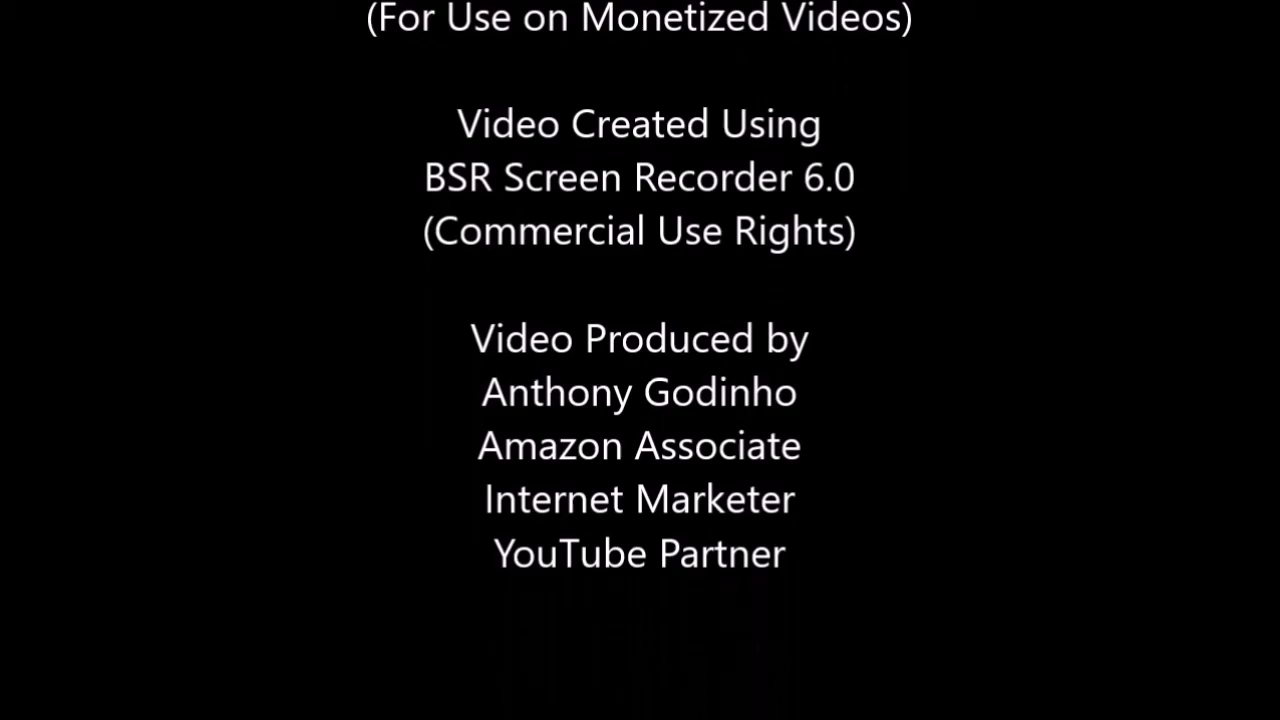 (For Use on Monetized Videos)
Video Created Using
BSR Screen Recorder 6.0
(Commercial Use Rights)
Video Produced by
Anthony Godinho
Amazon Associate
Internet Marketer
YouTube Partner